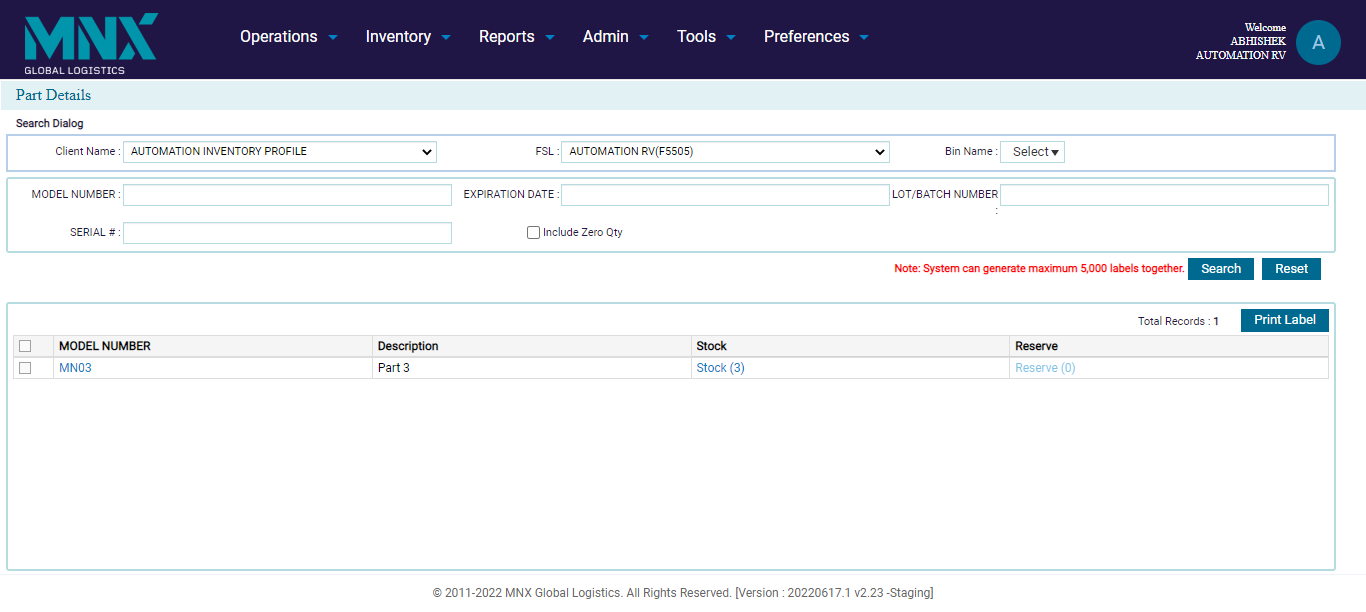 MNX
GLOBAL LOGISTICS
Operations Inventory Reports Admin Tools Preferences
Welcome
ABHISHEK
AUTOMATION RV
A
Part Details
Search Dialog
Client Name : AUTOMATION INVENTORY PROFILE FSL : AUTOMATION RV(F5505) Bin Name : Select
MODEL NUMBER : EXPIRATION DATE : LOT/BATCH NUMBER
:
SERIAL # : Include Zero Qty
Note: System can generate maximum 5,000 labels together. Search Reset
Total Records : 1 Print Label
MODEL NUMBER Description Stock Reserve
MN03 Part 3 Stock (3) Reserve (0)
© 2011-2022 MNX Global Logistics. All Rights Reserved. [Version : 20220617.1 v2.23 -Staging]